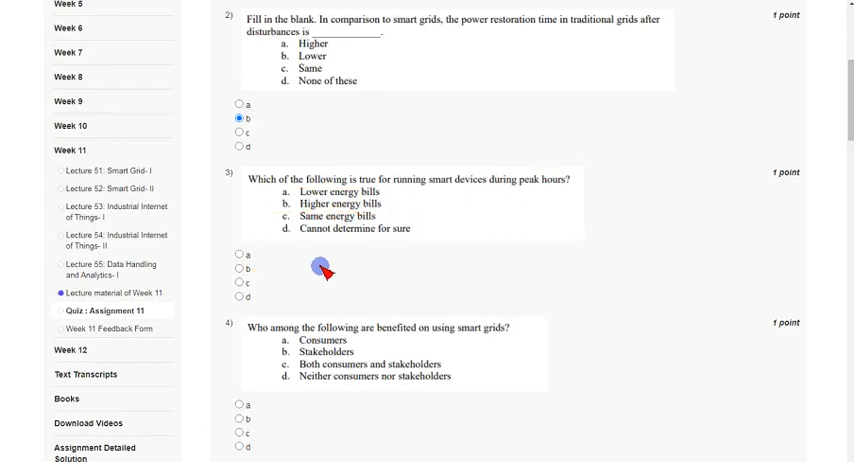 Week 5
Week 6
Week 7
Week 8
Week 9
Week 10
Week 11
Lecture 51: Smart Grid- I
Lecture 52: Smart Grid- II
Lecture 53: Industrial Internet
of Things- I
Lecture 54: Industrial Internet
of Things- II
Lecture 55: Data Handling
and Analytics- I
Lecture material of Week 11
Quiz : Assignment 11
Week 11 Feedback Form
Week 12
Text Transcripts
Books
Download Videos
Assignment Detailed
Solution
2) Fill in the blank. In comparison to smart grids, the power restoration time in traditional grids after 1 point
disturbances is ______________.
a. Higher
b. Lower
c. Same
d. None of these
a
b
c
d
3) Which of the following is true for running smart devices during peak hours? 1 point
a. Lower energy bills
b. Higher energy bills
c. Same energy bills
d. Cannot determine for sure
a
b
c
d
4) Who among the following are benefited on using smart grids? 1 point
a. Consumers
b. Stakeholders
c. Both consumers and stakeholders
d. Neither consumers nor stakeholders
a
b
c
d